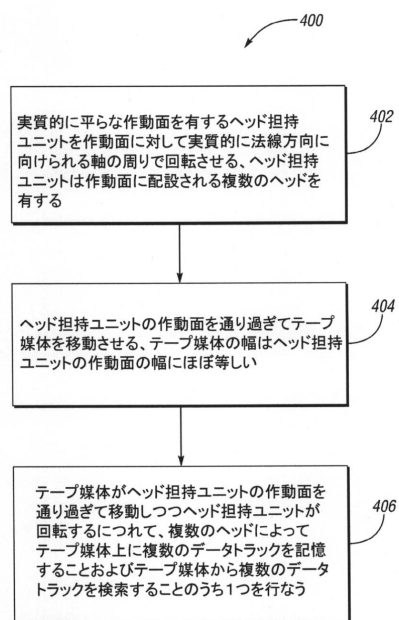 400
実質的に平らな作動面を有するヘッド担持
ユニットを作動面に対して実質的に法線方向に
向けられる軸の周りで回転させる、ヘッド担持
ユニットは作動面に配設される複数のヘッドを
有する
402
ヘッド担持ユニットの作動面を通り過ぎてテープ
媒体を移動させる、テープ媒体の幅はヘッド担持
ユニットの作動面の幅にほぼ等しい
404
テープ媒体がヘッド担持ユニットの作動面を
通り過ぎて移動しつつヘッド担持ユニットが
回転するにつれて、複数のヘッドによって
テープ媒体上に複数のデータトラックを記憶
することおよびテープ媒体から複数のデータ
トラックを検索することのうち1つを行なう
406